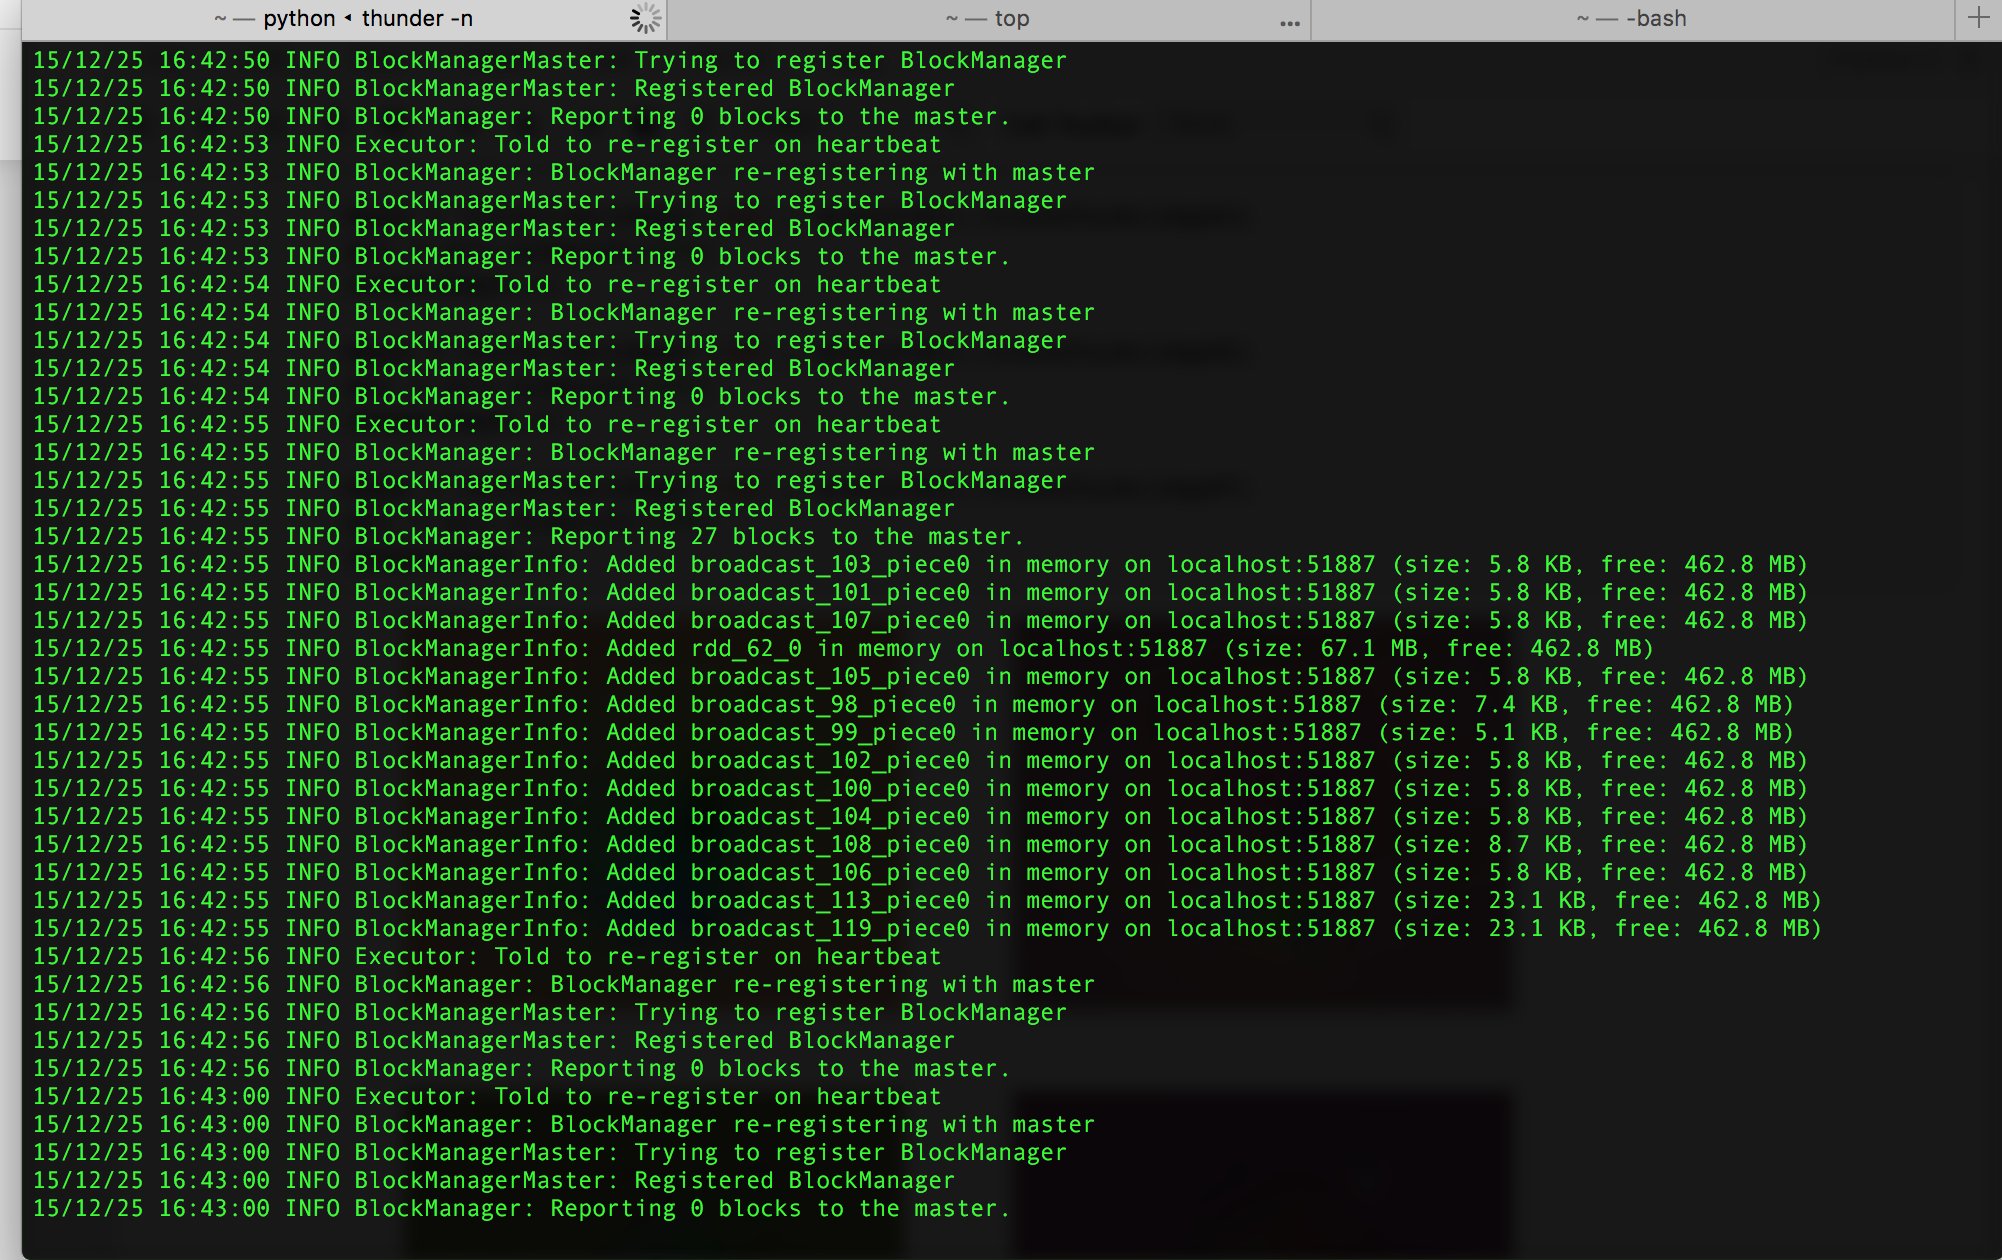 ~ — python ◂ thunder -n
~ — top
...
~ — -bash
+
15/12/25 16:42:50 INFO BlockManagerMaster: Trying to register BlockManager
15/12/25 16:42:50 INFO BlockManagerMaster: Registered BlockManager
15/12/25 16:42:50 INFO BlockManager: Reporting 0 blocks to the master.
15/12/25 16:42:53 INFO Executor: Told to re-register on heartbeat
15/12/25 16:42:53 INFO BlockManager: BlockManager re-registering with master
15/12/25 16:42:53 INFO BlockManagerMaster: Trying to register BlockManager
15/12/25 16:42:53 INFO BlockManagerMaster: Registered BlockManager
15/12/25 16:42:53 INFO BlockManager: Reporting 0 blocks to the master.
15/12/25 16:42:54 INFO Executor: Told to re-register on heartbeat
15/12/25 16:42:54 INFO BlockManager: BlockManager re-registering with master
15/12/25 16:42:54 INFO BlockManagerMaster: Trying to register BlockManager
15/12/25 16:42:54 INFO BlockManagerMaster: Registered BlockManager
15/12/25 16:42:54 INFO BlockManager: Reporting 0 blocks to the master.
15/12/25 16:42:55 INFO Executor: Told to re-register on heartbeat
15/12/25 16:42:55 INFO BlockManager: BlockManager re-registering with master
15/12/25 16:42:55 INFO BlockManagerMaster: Trying to register BlockManager
15/12/25 16:42:55 INFO BlockManagerMaster: Registered BlockManager
15/12/25 16:42:55 INFO BlockManager: Reporting 27 blocks to the master.
15/12/25 16:42:55 INFO BlockManagerInfo: Added broadcast_103_piece0 in memory on localhost:51887 (size: 5.8 KB, free: 462.8 MB)
15/12/25 16:42:55 INFO BlockManagerInfo: Added broadcast_101_piece0 in memory on localhost:51887 (size: 5.8 KB, free: 462.8 MB)
15/12/25 16:42:55 INFO BlockManagerInfo: Added broadcast_107_piece0 in memory on localhost:51887 (size: 5.8 KB, free: 462.8 MB)
15/12/25 16:42:55 INFO BlockManagerInfo: Added rdd_62_0 in memory on localhost:51887 (size: 67.1 MB, free: 462.8 MB)
15/12/25 16:42:55 INFO BlockManagerInfo: Added broadcast_105_piece0 in memory on localhost:51887 (size: 5.8 KB, free: 462.8 MB)
15/12/25 16:42:55 INFO BlockManagerInfo: Added broadcast_98_piece0 in memory on localhost:51887 (size: 7.4 KB, free: 462.8 MB)
15/12/25 16:42:55 INFO BlockManagerInfo: Added broadcast_99_piece0 in memory on localhost:51887 (size: 5.1 KB, free: 462.8 MB)
15/12/25 16:42:55 INFO BlockManagerInfo: Added broadcast_102_piece0 in memory on localhost:51887 (size: 5.8 KB, free: 462.8 MB)
15/12/25 16:42:55 INFO BlockManagerInfo: Added broadcast_100_piece0 in memory on localhost:51887 (size: 5.8 KB, free: 462.8 MB)
15/12/25 16:42:55 INFO BlockManagerInfo: Added broadcast_104_piece0 in memory on localhost:51887 (size: 5.8 KB, free: 462.8 MB)
15/12/25 16:42:55 INFO BlockManagerInfo: Added broadcast_108_piece0 in memory on localhost:51887 (size: 8.7 KB, free: 462.8 MB)
15/12/25 16:42:55 INFO BlockManagerInfo: Added broadcast_106_piece0 in memory on localhost:51887 (size: 5.8 KB, free: 462.8 MB)
15/12/25 16:42:55 INFO BlockManagerInfo: Added broadcast_113_piece0 in memory on localhost:51887 (size: 23.1 KB, free: 462.8 MB)
15/12/25 16:42:55 INFO BlockManagerInfo: Added broadcast_119_piece0 in memory on localhost:51887 (size: 23.1 KB, free: 462.8 MB)
15/12/25 16:42:56 INFO Executor: Told to re-register on heartbeat
15/12/25 16:42:56 INFO BlockManager: BlockManager re-registering with master
15/12/25 16:42:56 INFO BlockManagerMaster: Trying to register BlockManager
15/12/25 16:42:56 INFO BlockManagerMaster: Registered BlockManager
15/12/25 16:42:56 INFO BlockManager: Reporting 0 blocks to the master.
15/12/25 16:43:00 INFO Executor: Told to re-register on heartbeat
15/12/25 16:43:00 INFO BlockManager: BlockManager re-registering with master
15/12/25 16:43:00 INFO BlockManagerMaster: Trying to register BlockManager
15/12/25 16:43:00 INFO BlockManagerMaster: Registered BlockManager
15/12/25 16:43:00 INFO BlockManager: Reporting 0 blocks to the master.